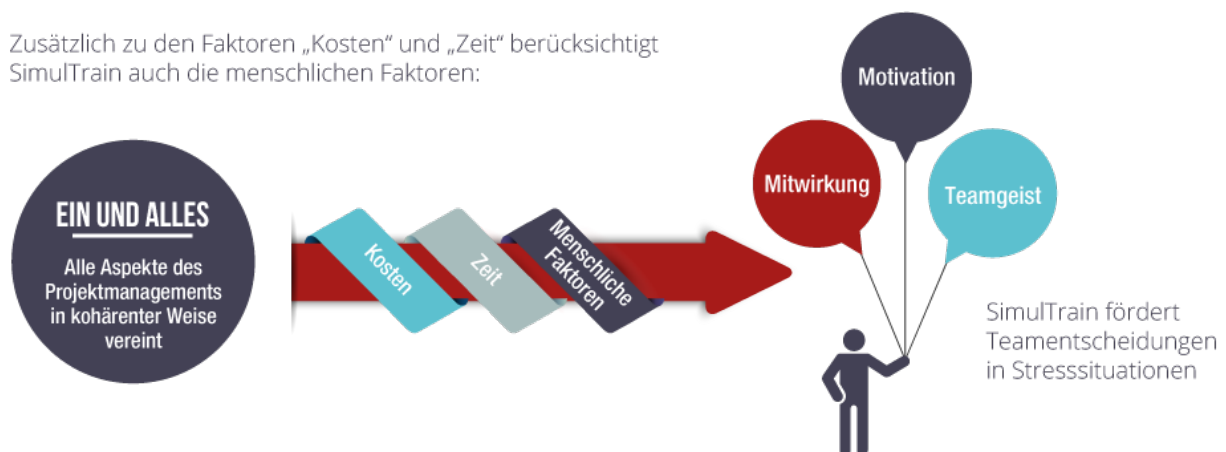 Zusätzlich zu den Faktoren „Kosten“ und „Zeit“ berücksichtigt
SimulTrain auch die menschlichen Faktoren:
EIN UND ALLES
Alle Aspekte des
Projektmanagements
in kohärenter Weise
vereint
Kosten
Zeit
Menschliche
Faktoren
Motivation
Mitwirkung
Teamgeist
SimulTrain fördert
Teamentscheidungen
in Stresssituationen